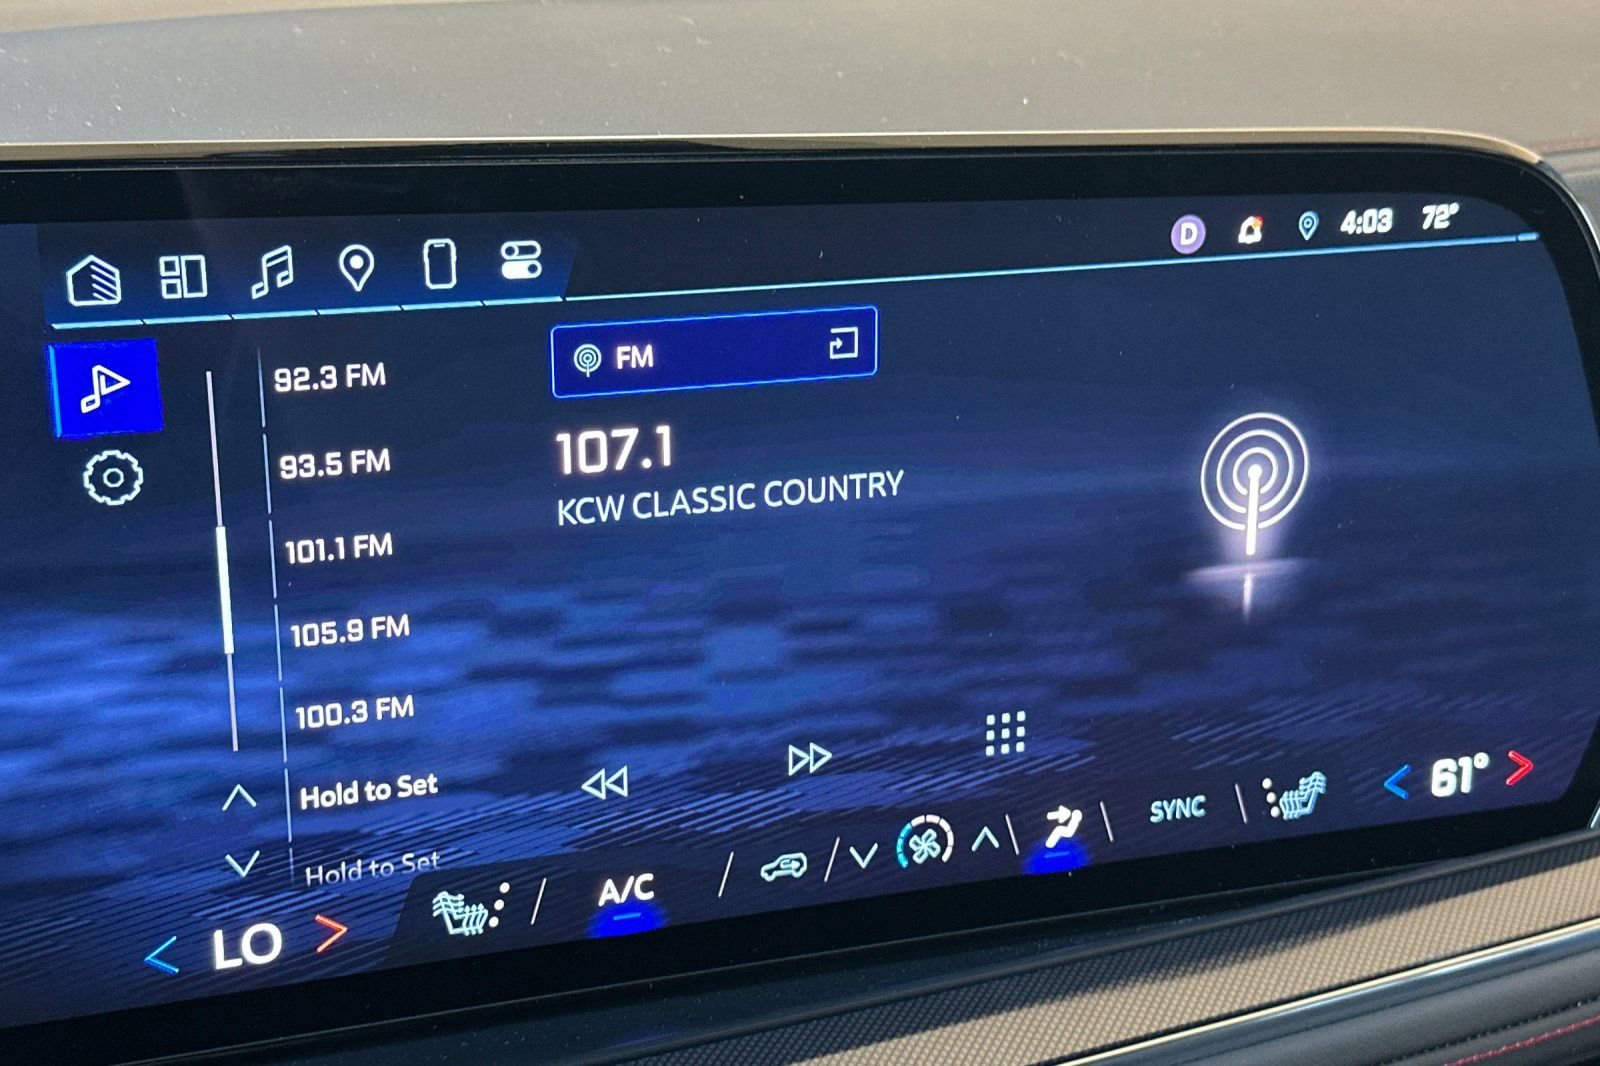 D 4:03 72°
FM
107.1
KCW CLASSIC COUNTRY
92.3 FM
93.5 FM
101.1 FM
105.9 FM
100.3 FM
Hold to Set
Hold to Set
LO
A/C
SYNC
61°